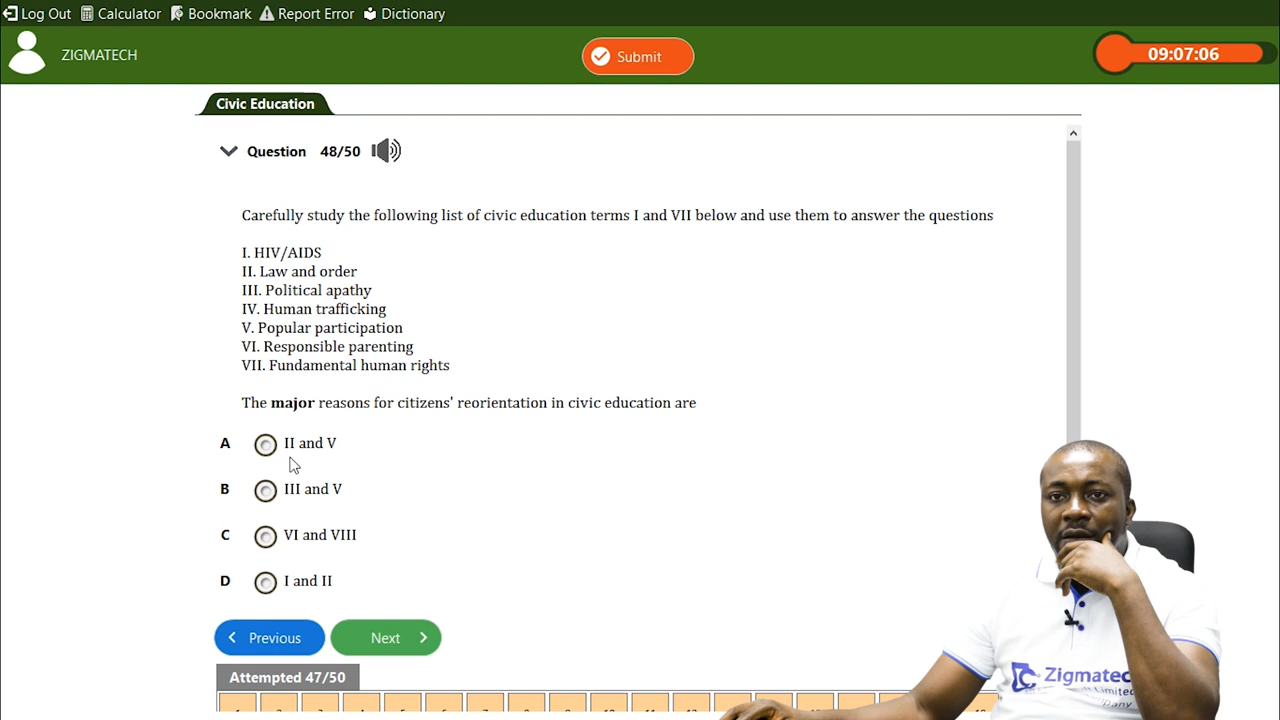 Log Out Calculator Bookmark Report Error Dictionary
ZIGMATECH
Submit
09:07:06
Civic Education
Question 48/50
Carefully study the following list of civic education terms I and VII below and use them to answer the questions
I. HIV/AIDS
II. Law and order
III. Political apathy
IV. Human trafficking
V. Popular participation
VI. Responsible parenting
VII. Fundamental human rights
The major reasons for citizens' reorientation in civic education are
A II and V
B III and V
C VI and VIII
D I and II
Previous Next
Attempted 47/50
Zigmatech
Limited